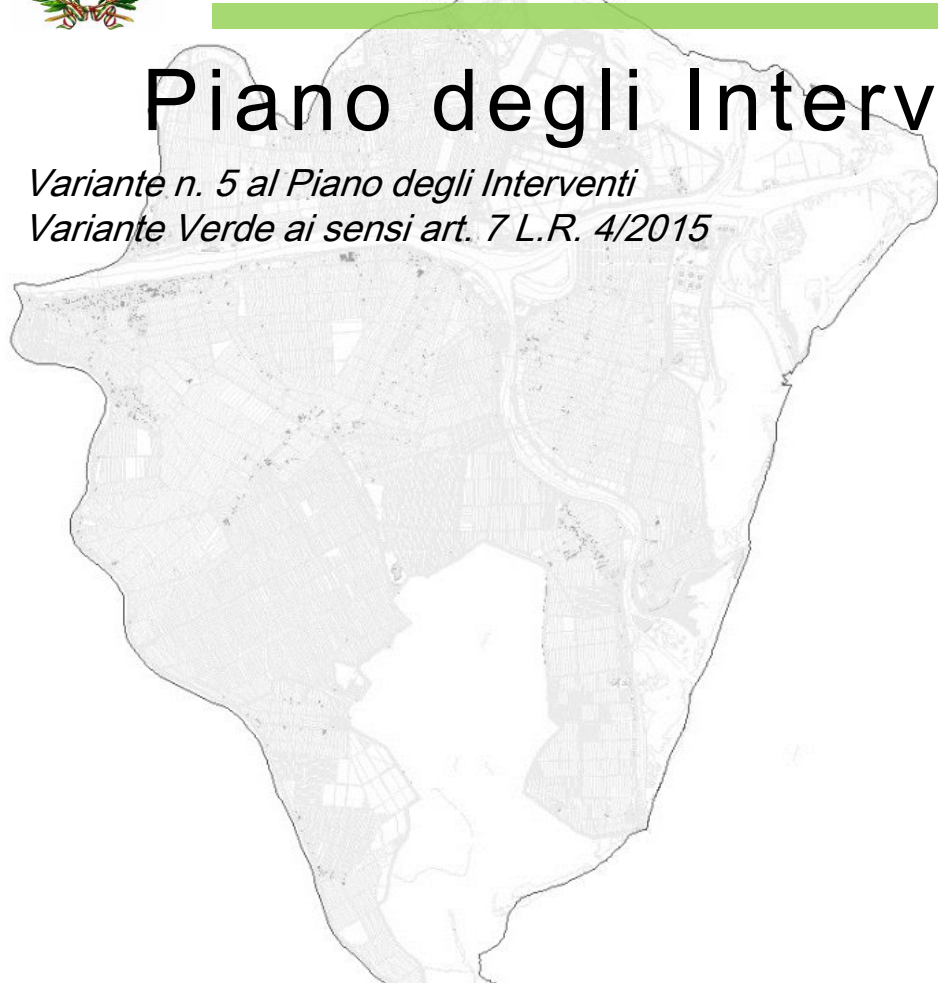 Piano degli Interv
Variante n. 5 al Piano degli Interventi
Variante Verde ai sensi art. 7 L.R. 4/2015